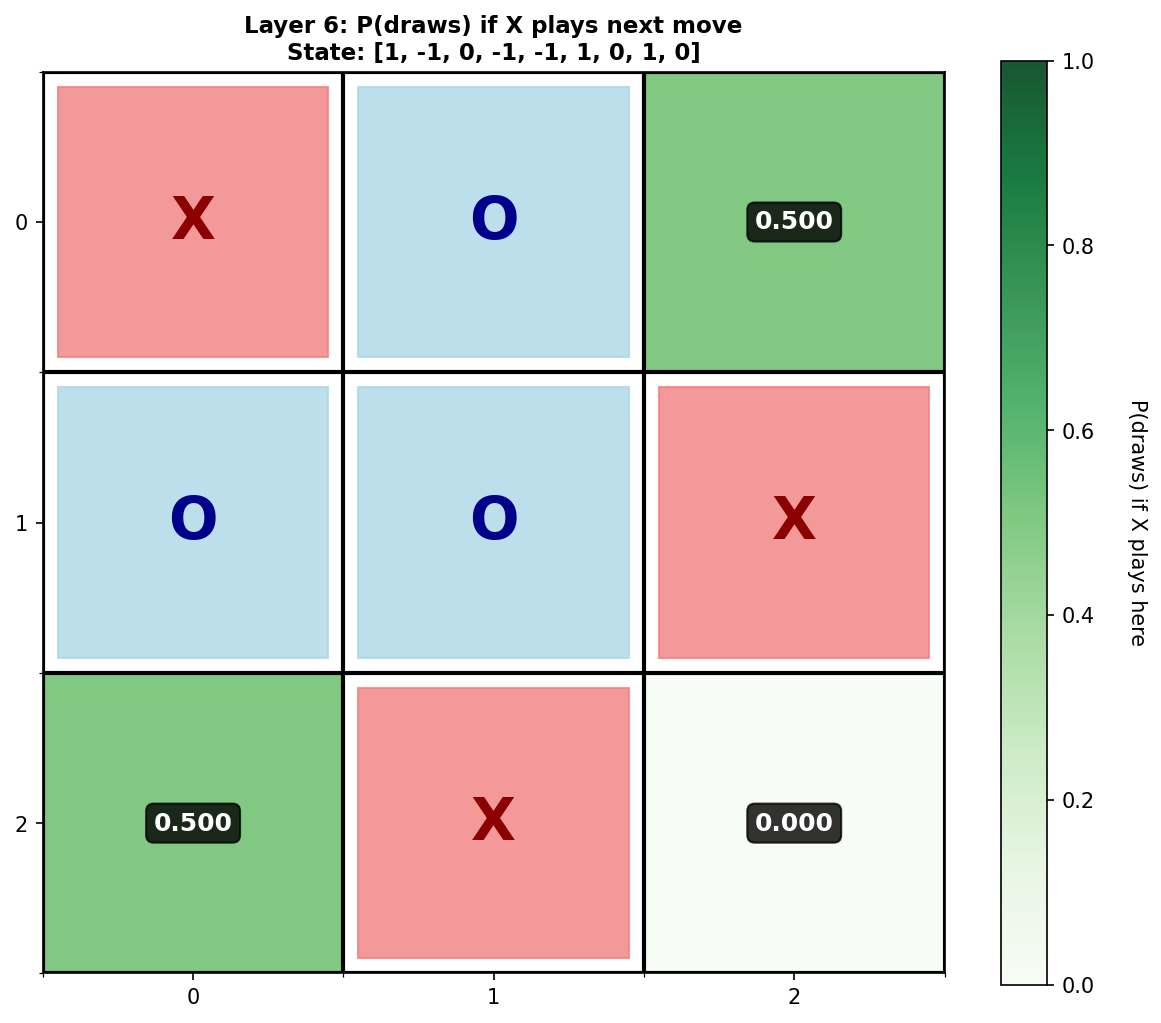 Layer 6: P(draws) if X plays next move
State: [1, -1, 0, -1, -1, 1, 0, 1, 0]
0
X
O
0.500
1
O
O
X
2
0.500
X
0.000
0
1
2
1.0
0.8
0.6
0.4
0.2
0.0
P(draws) if X plays here